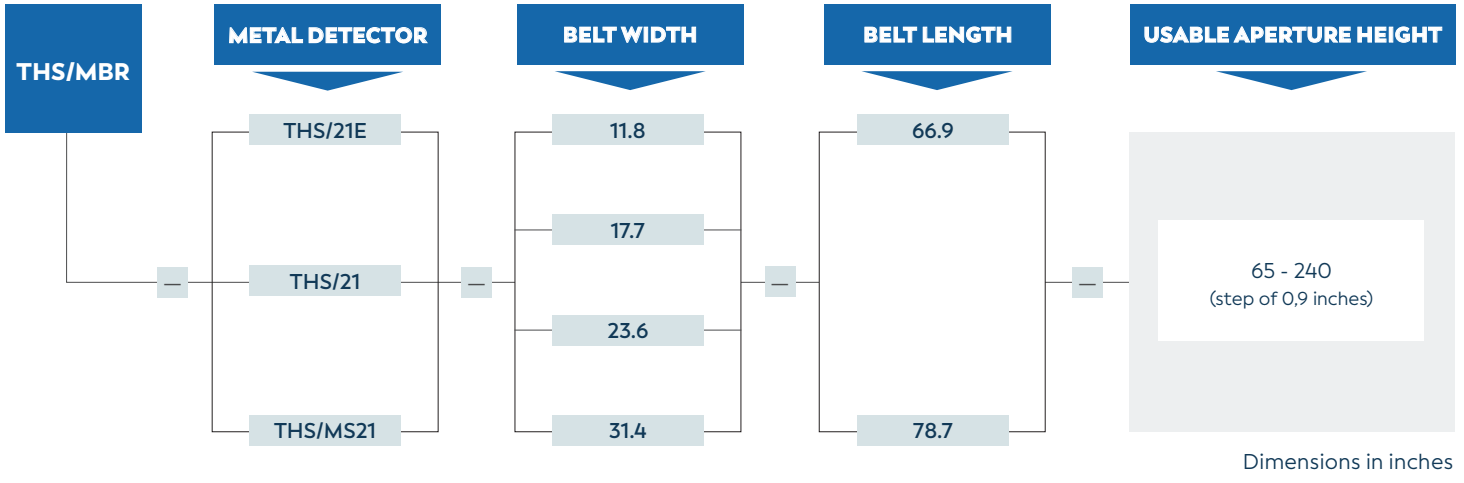 THS/MBR
METAL DETECTOR
BELT WIDTH
BELT LENGTH
USABLE APERTURE HEIGHT
THS/21E
11.8
66.9
17.7
—
THS/21
—
—
—
65 - 240
(step of 0,9 inches)
23.6
THS/MS21
31.4
78.7
Dimensions in inches